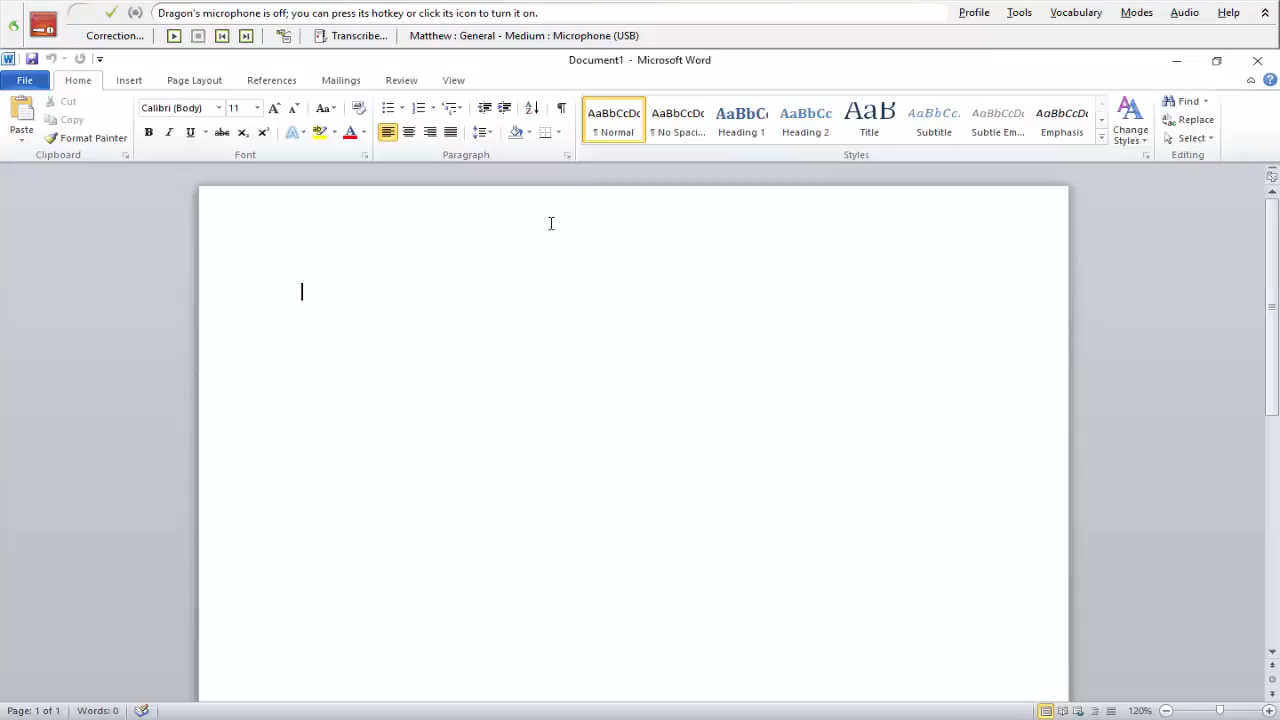 Dragon's microphone is off; you can press its hotkey or click its icon to turn it on.
Profile Tools Vocabulary Modes Audio Help
Correction... Transcribe... Matthew : General - Medium : Microphone (USB)
Document1 - Microsoft Word
File Home Insert Page Layout References Mailings Review View
Paste
Cut
Copy
Format Painter
Clipboard
Calibri (Body) 11
Font
Paragraph
AaBbCcDc AaBbCcDc AaBbC AaBbCc AaB AaBbCc. AaBbCcDc AaBbCcDc
¶ Normal ¶ No Spaci... Heading 1 Heading 2 Title Subtitle Subtle Em... Emphasis
Change
Styles
Styles
Find
Replace
Select
Editing
Page: 1 of 1 Words: 0 120%